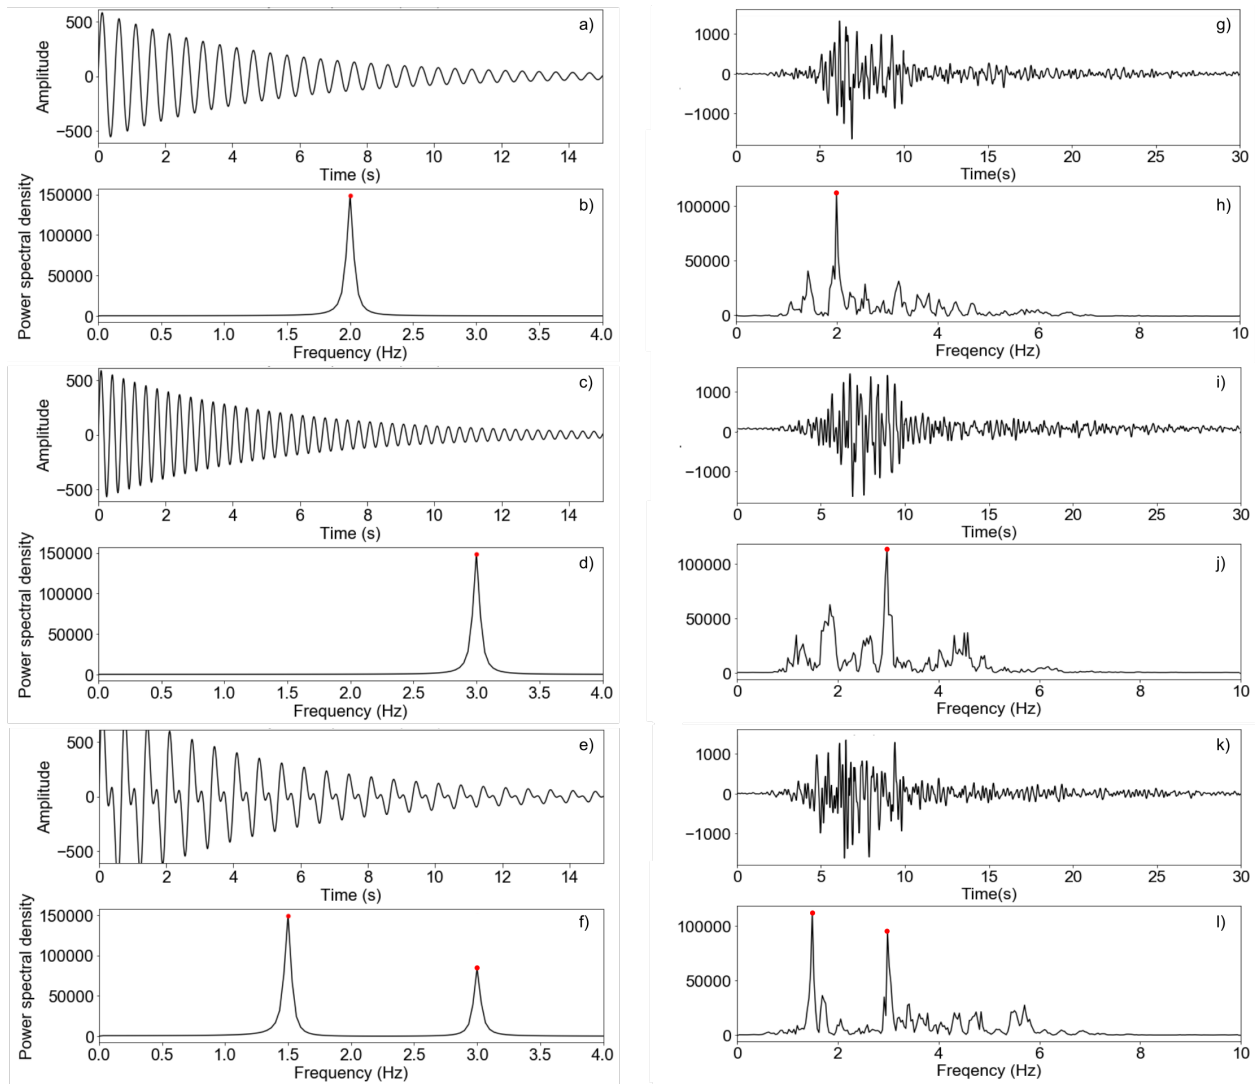 a)
500
0
−500
Amplitude
0 2 4 6 8 10 12 14
Time (s)
b)
150000
100000
50000
0
Power spectral density
0.0 0.5 1.0 1.5 2.0 2.5 3.0 3.5 4.0
Frequency (Hz)
c)
500
0
−500
Amplitude
0 2 4 6 8 10 12 14
Time (s)
d)
150000
100000
50000
0
Power spectral density
0.0 0.5 1.0 1.5 2.0 2.5 3.0 3.5 4.0
Frequency (Hz)
e)
500
0
−500
Amplitude
0 2 4 6 8 10 12 14
Time (s)
f)
150000
100000
50000
0
Power spectral density
0.0 0.5 1.0 1.5 2.0 2.5 3.0 3.5 4.0
Frequency (Hz)
g)
1000
0
−1000
0 5 10 15 20 25 30
Time(s)
h)
100000
50000
0
0 2 4 6 8 10
Freqency (Hz)
i)
1000
0
−1000
0 5 10 15 20 25 30
Time(s)
j)
100000
50000
0
0 2 4 6 8 10
Freqency (Hz)
k)
1000
0
−1000
0 5 10 15 20 25 30
Time(s)
l)
100000
50000
0
0 2 4 6 8 10
Freqency (Hz)